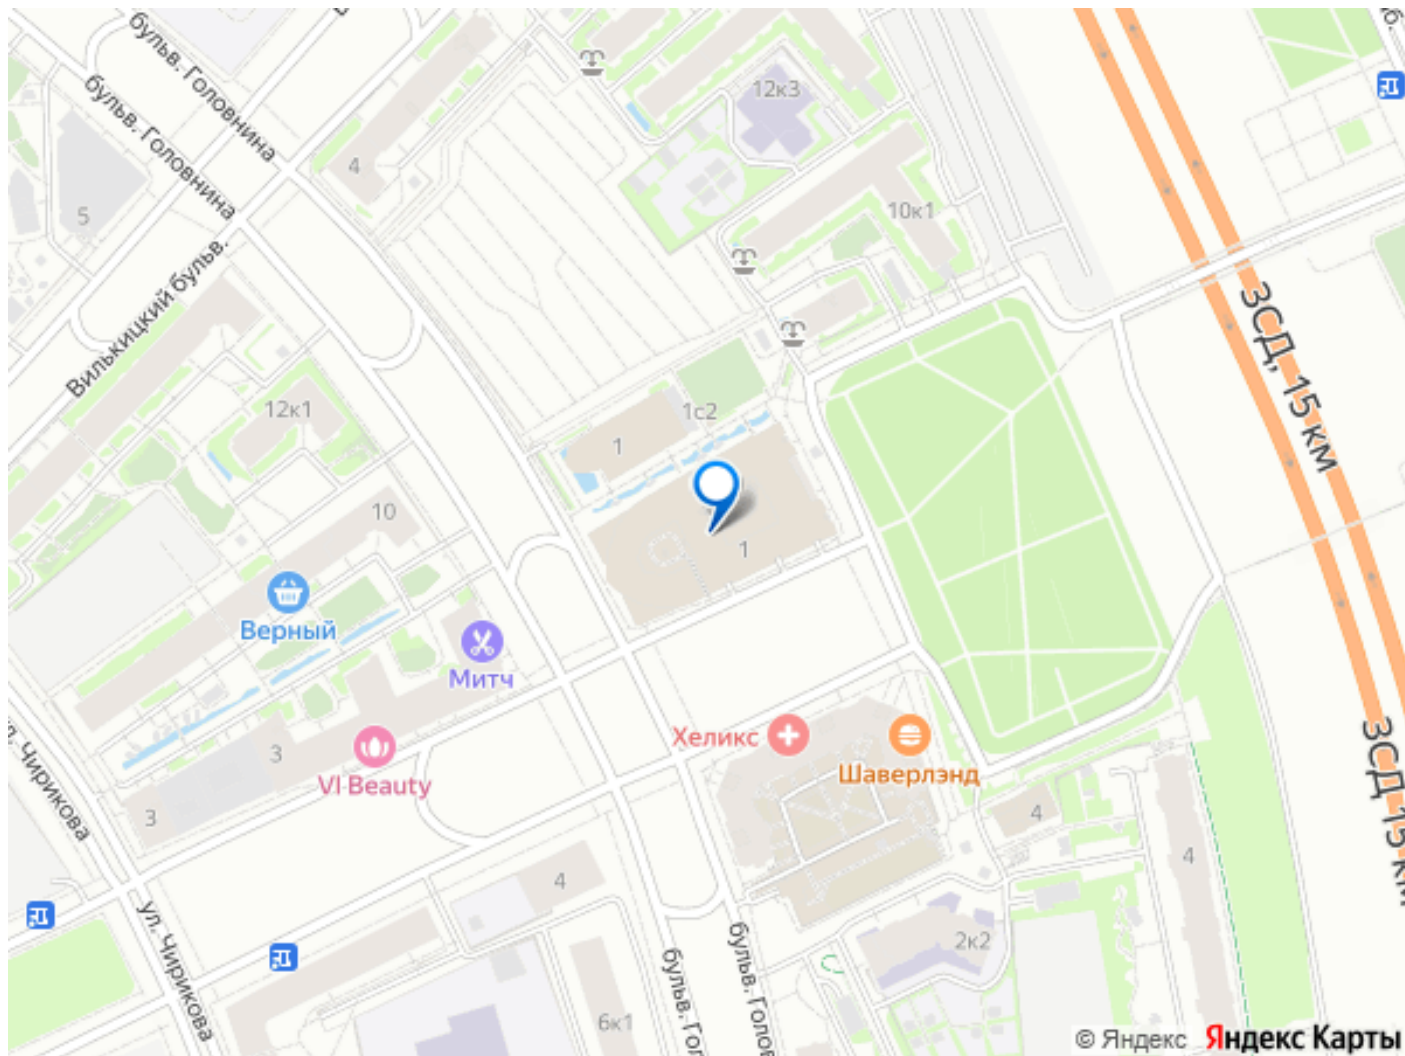 бульв. Головнина
бульв. Головнина
Вилькицкий бульв.
4
5
12к3
10к1
ЗСД, 15 км
12к1
1с2
1
1
10
Верный
Митч
3
VI Beauty
3
Хеликс
Шаверлэнд
4
4
ЗСД 15 км
Чирикова
ул. Чирикова
4
2к2
6к1
бульв. Гол
бульв. Голов
© Яндекс Яндекс Карты